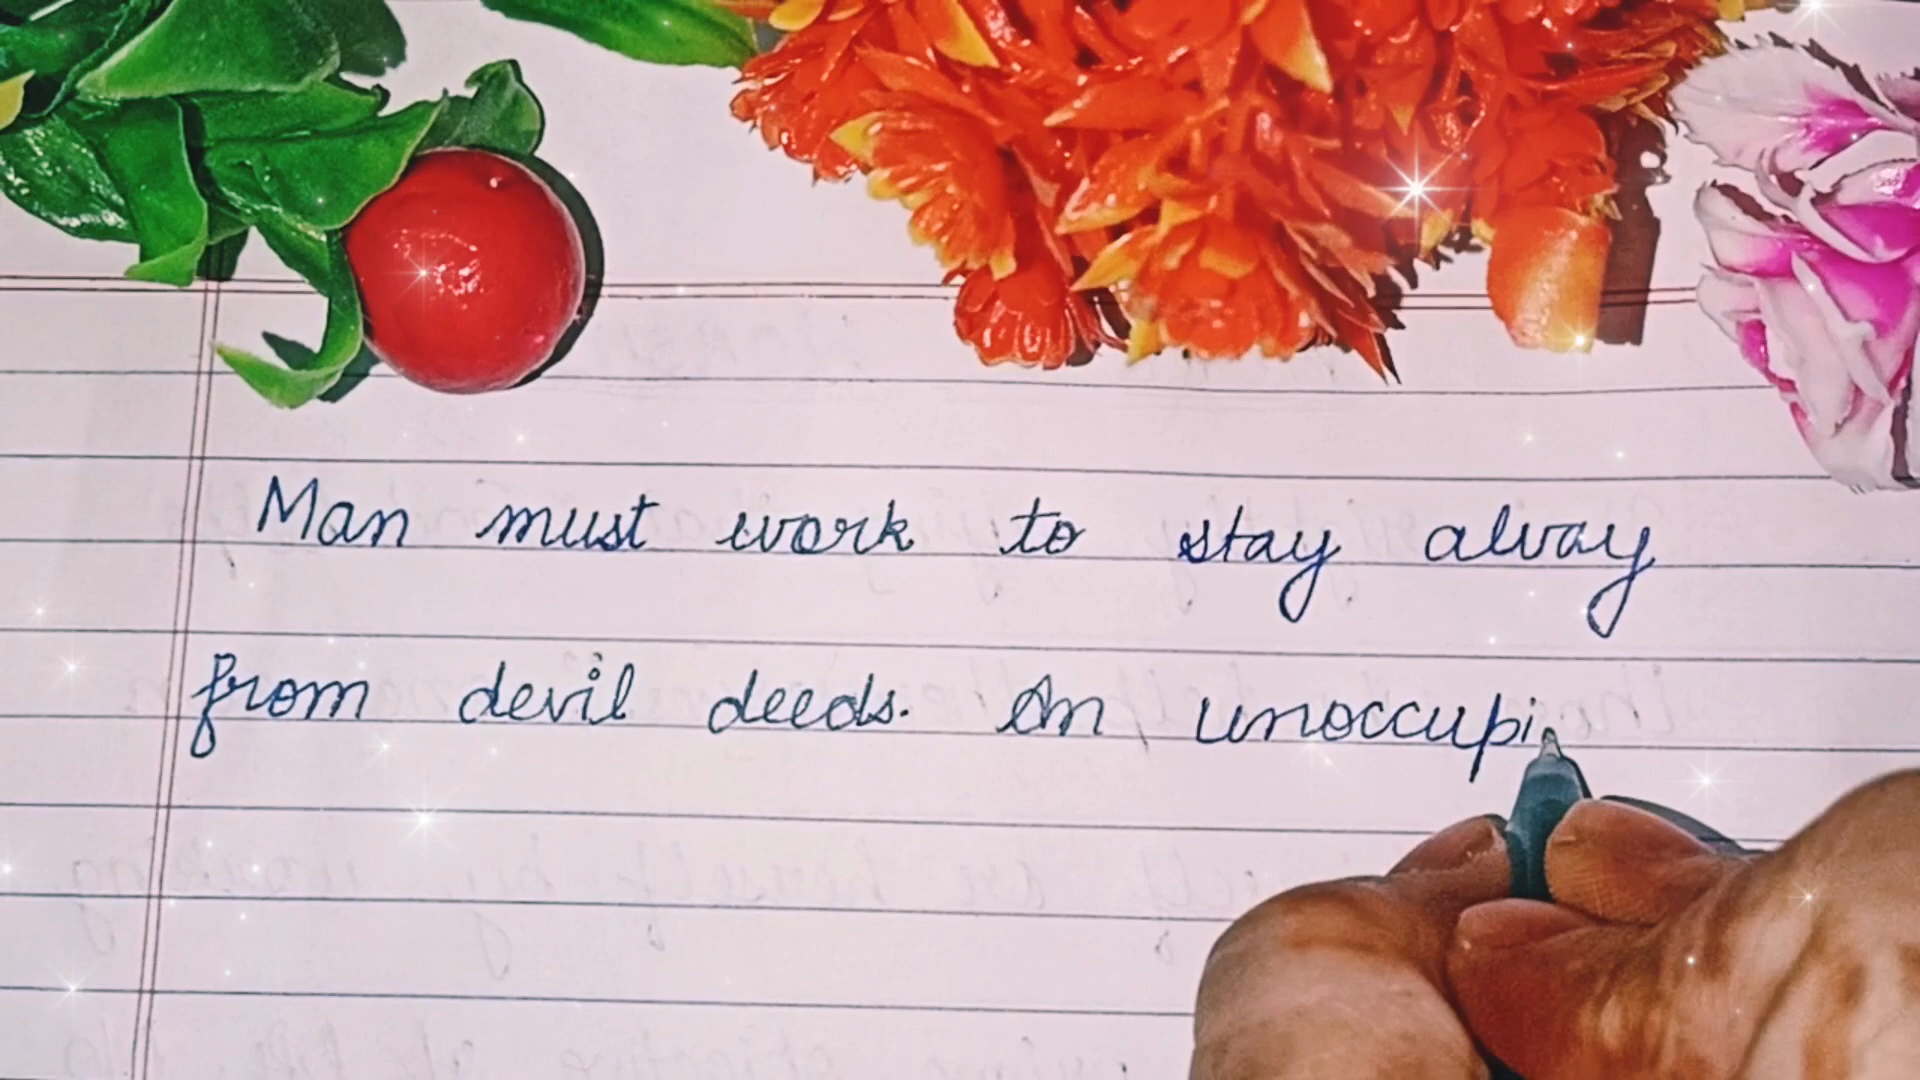 Man must work to stay alway
from devil deeds. An unoccupi